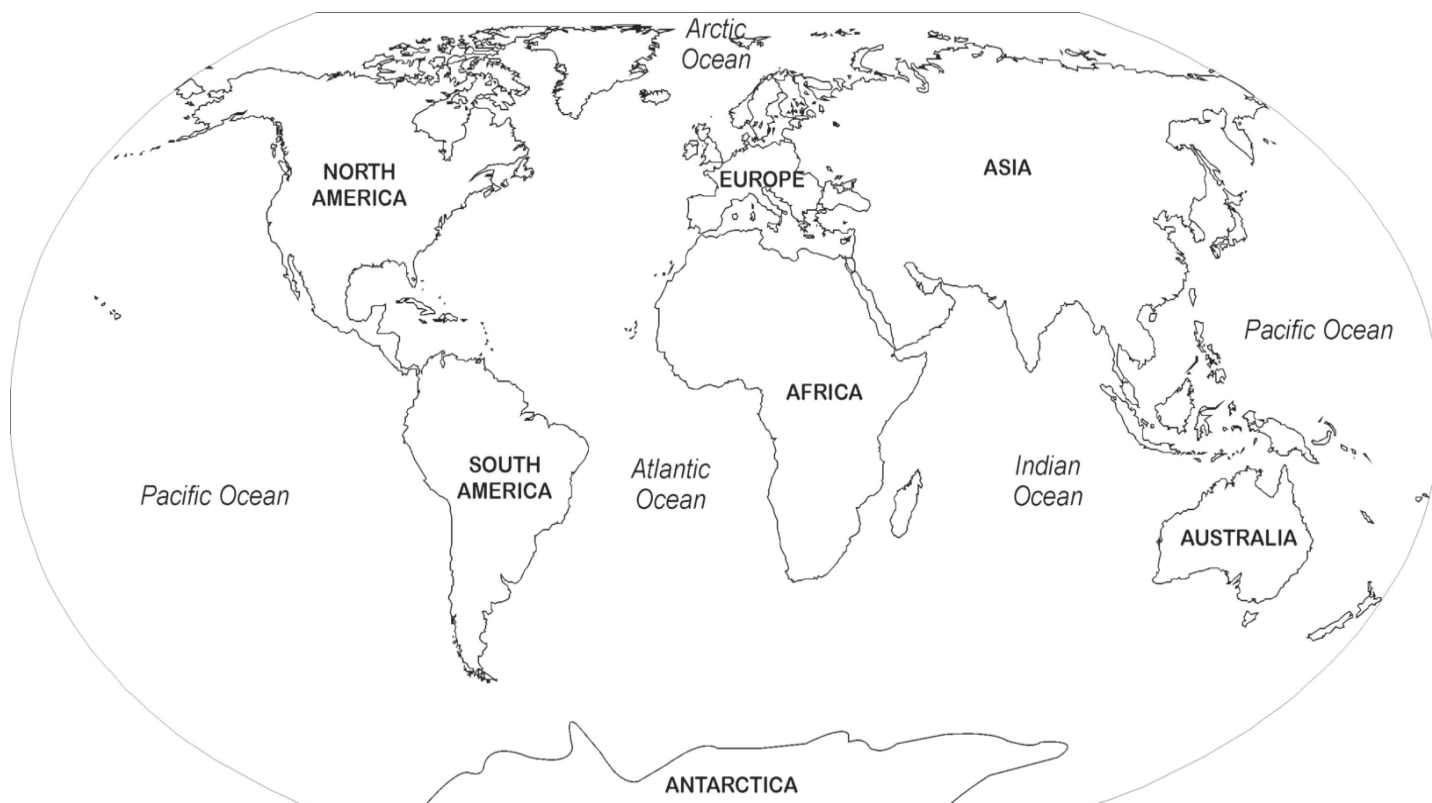 Arctic
Ocean
NORTH
AMERICA
EUROPE
ASIA
Pacific Ocean
AFRICA
SOUTH
AMERICA
Atlantic
Ocean
Indian
Ocean
Pacific Ocean
AUSTRALIA
ANTARCTICA